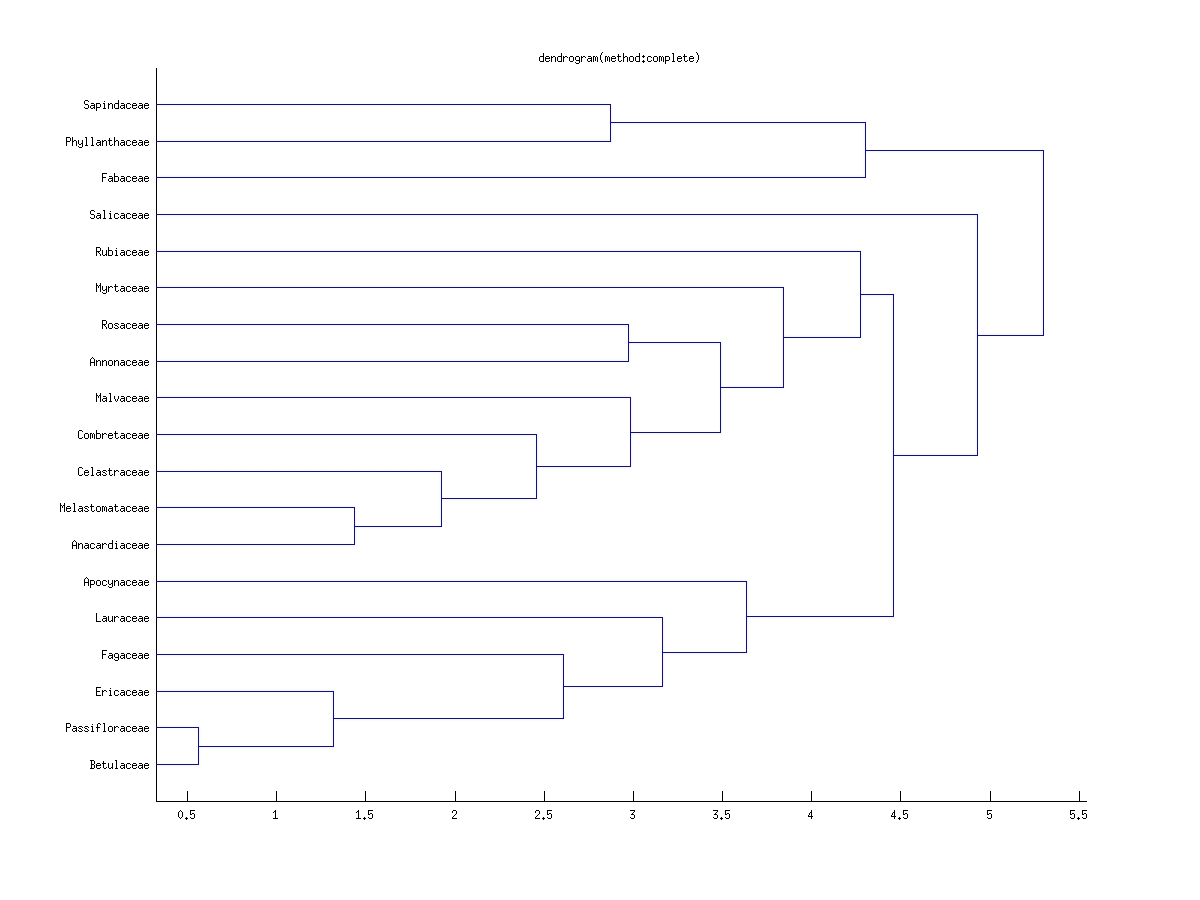 dendrogram(method:complete)
Sapindaceae
Phyllanthaceae
Fabaceae
Salicaceae
Rubiaceae
Myrtaceae
Rosaceae
Annonaceae
Malvaceae
Combretaceae
Celastraceae
Melastomataceae
Anacardiaceae
Apocynaceae
Lauraceae
Fagaceae
Ericaceae
Passifloraceae
Betulaceae
0.5 1 1.5 2 2.5 3 3.5 4 4.5 5 5.5